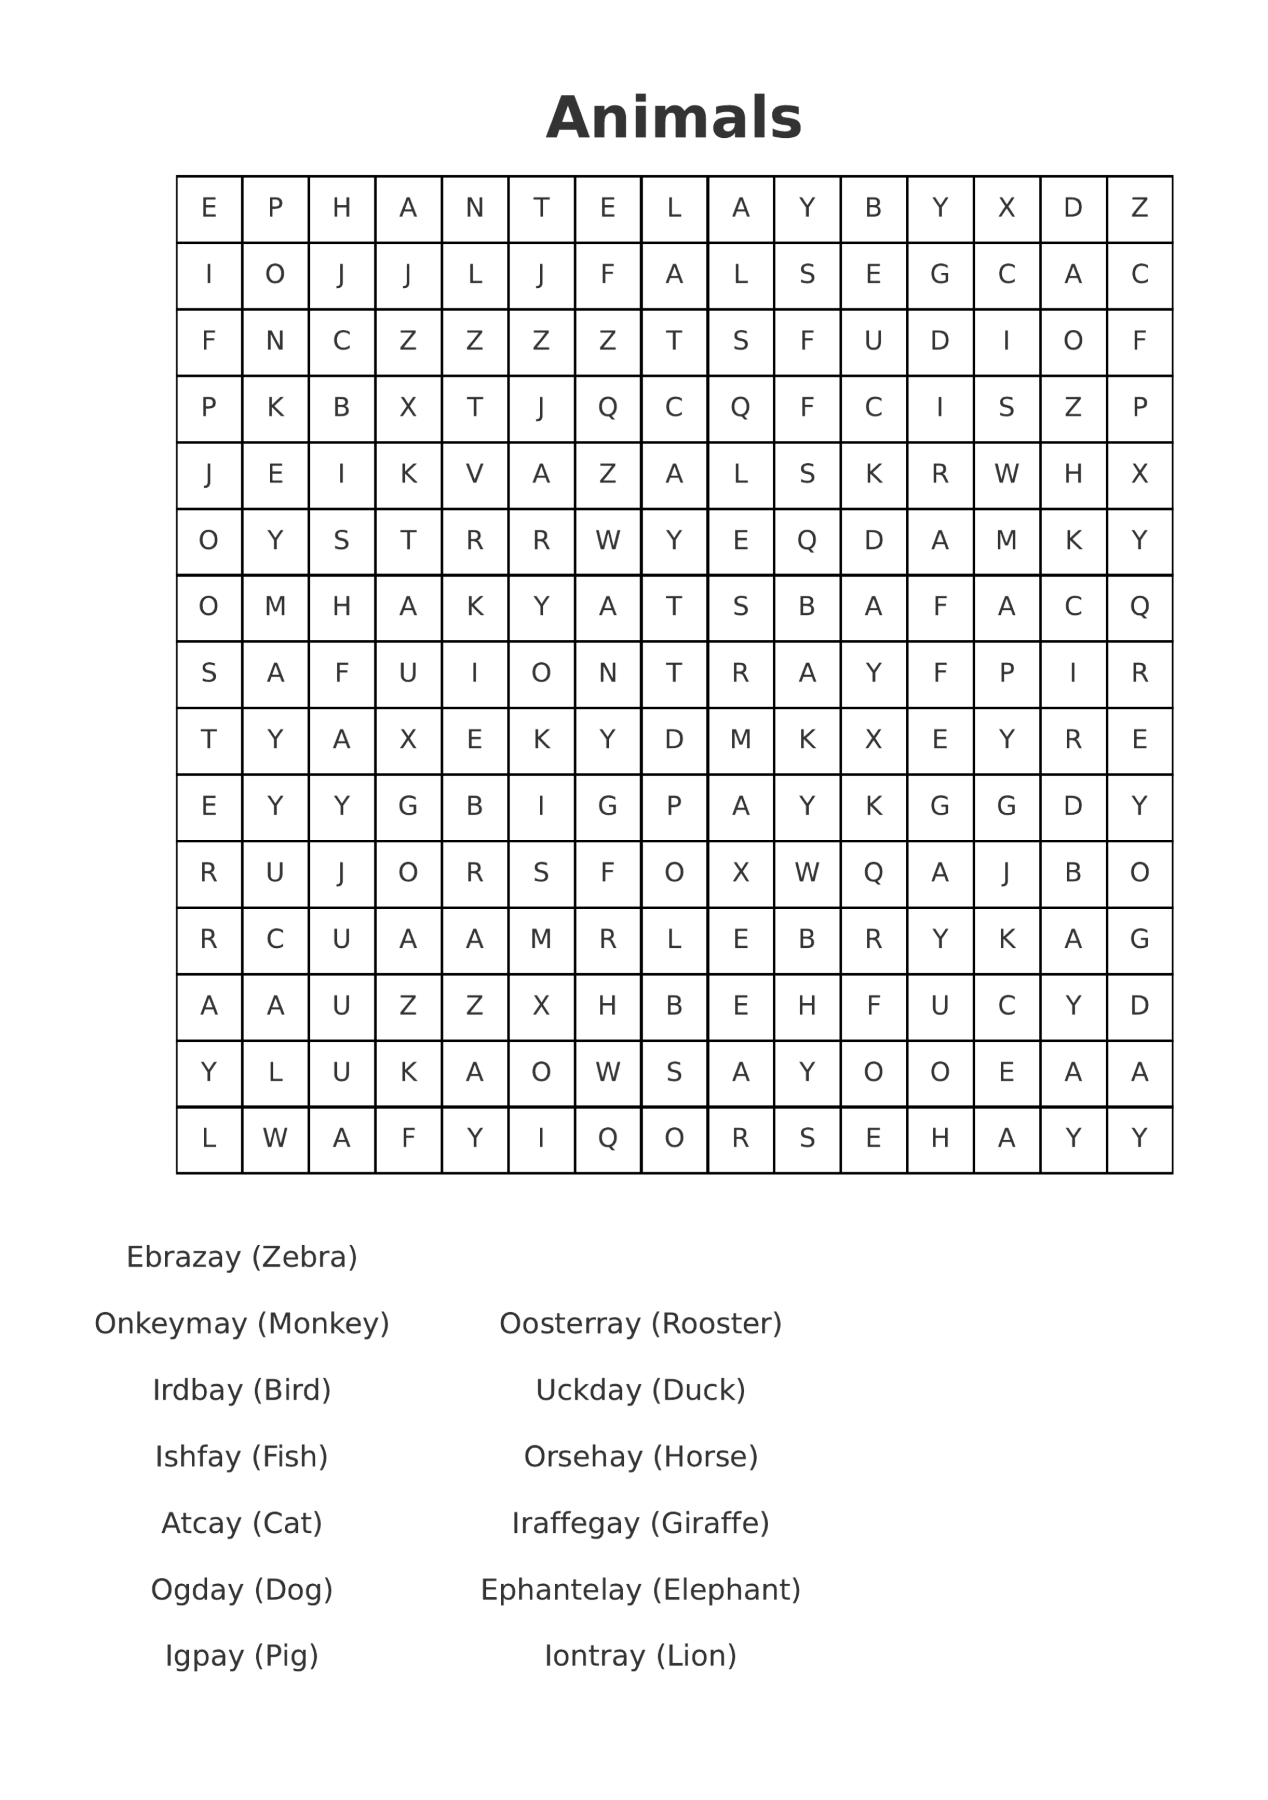 Animals
E P H A N T E L A Y B Y X D Z
I O J J L J F A L S E G C A C
F N C Z Z Z Z T S F U D I O F
P K B X T J Q C Q F C I S Z P
J E I K V A Z A L S K R W H X
O Y S T R R W Y E Q D A M K Y
O M H A K Y A T S B A F A C Q
S A F U I O N T R A Y F P I R
T Y A X E K Y D M K X E Y R E
E Y Y G B I G P A Y K G G D Y
R U J O R S F O X W Q A J B O
R C U A A M R L E B R Y K A G
A A U Z Z X H B E H F U C Y D
Y L U K A O W S A Y O O E A A
L W A F Y I Q O R S E H A Y Y
Ebrazay (Zebra)
Onkeymay (Monkey) Oosterray (Rooster)
Irdbay (Bird) Uckday (Duck)
Ishfay (Fish) Orsehay (Horse)
Atcay (Cat) Iraffegay (Giraffe)
Ogday (Dog) Ephantelay (Elephant)
Igpay (Pig) Iontray (Lion)